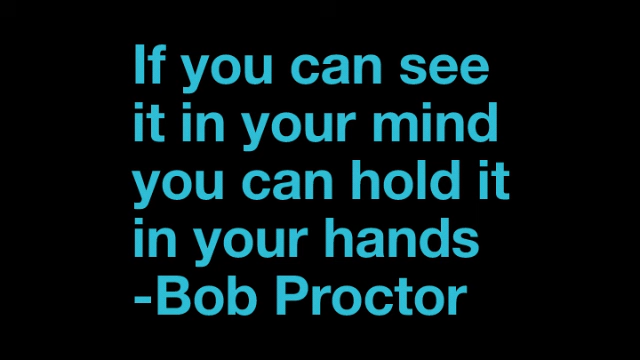 If you can see
it in your mind
you can hold it
in your hands
-Bob Proctor